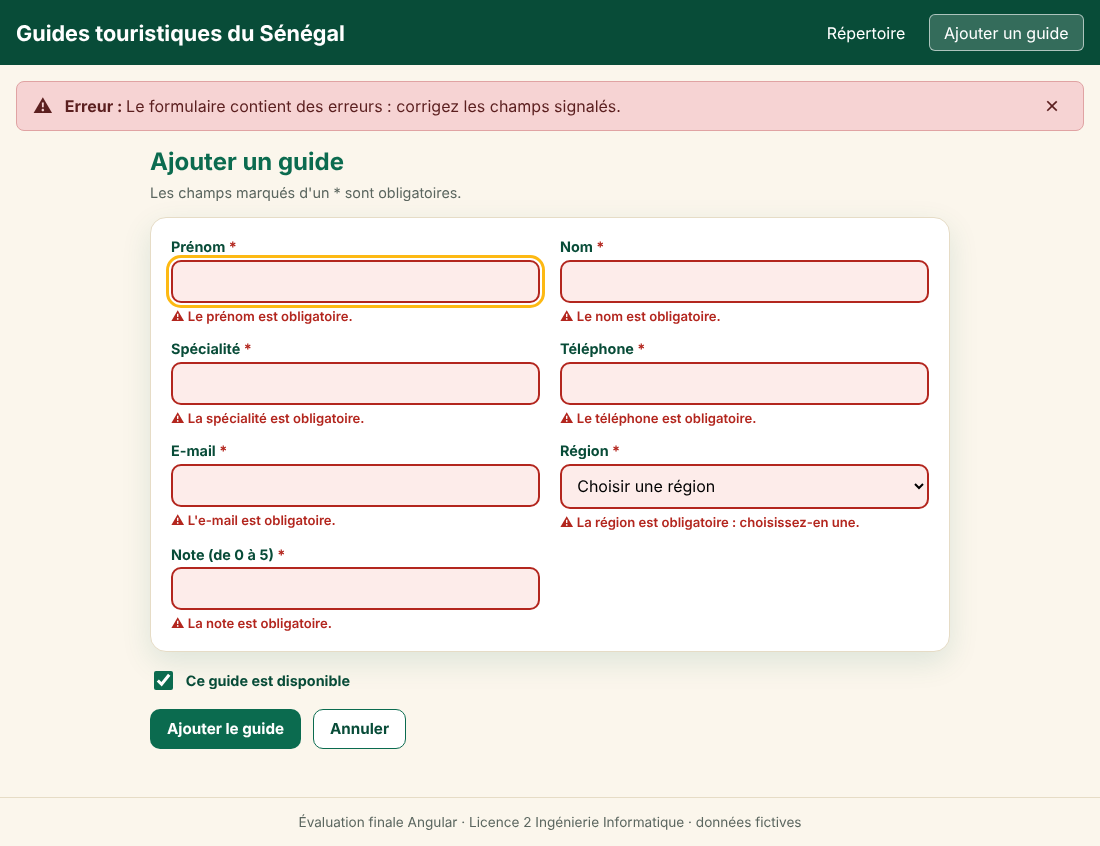 Guides touristiques du Sénégal
Répertoire
Ajouter un guide
Erreur : Le formulaire contient des erreurs : corrigez les champs signalés.
Ajouter un guide
Les champs marqués d'un * sont obligatoires.
Prénom *
Nom *
Le prénom est obligatoire.
Le nom est obligatoire.
Spécialité *
Téléphone *
La spécialité est obligatoire.
Le téléphone est obligatoire.
E-mail *
Région *
Choisir une région
L'e-mail est obligatoire.
La région est obligatoire : choisissez-en une.
Note (de 0 à 5) *
La note est obligatoire.
Ce guide est disponible
Ajouter le guide
Annuler
Évaluation finale Angular · Licence 2 Ingénierie Informatique · données fictives